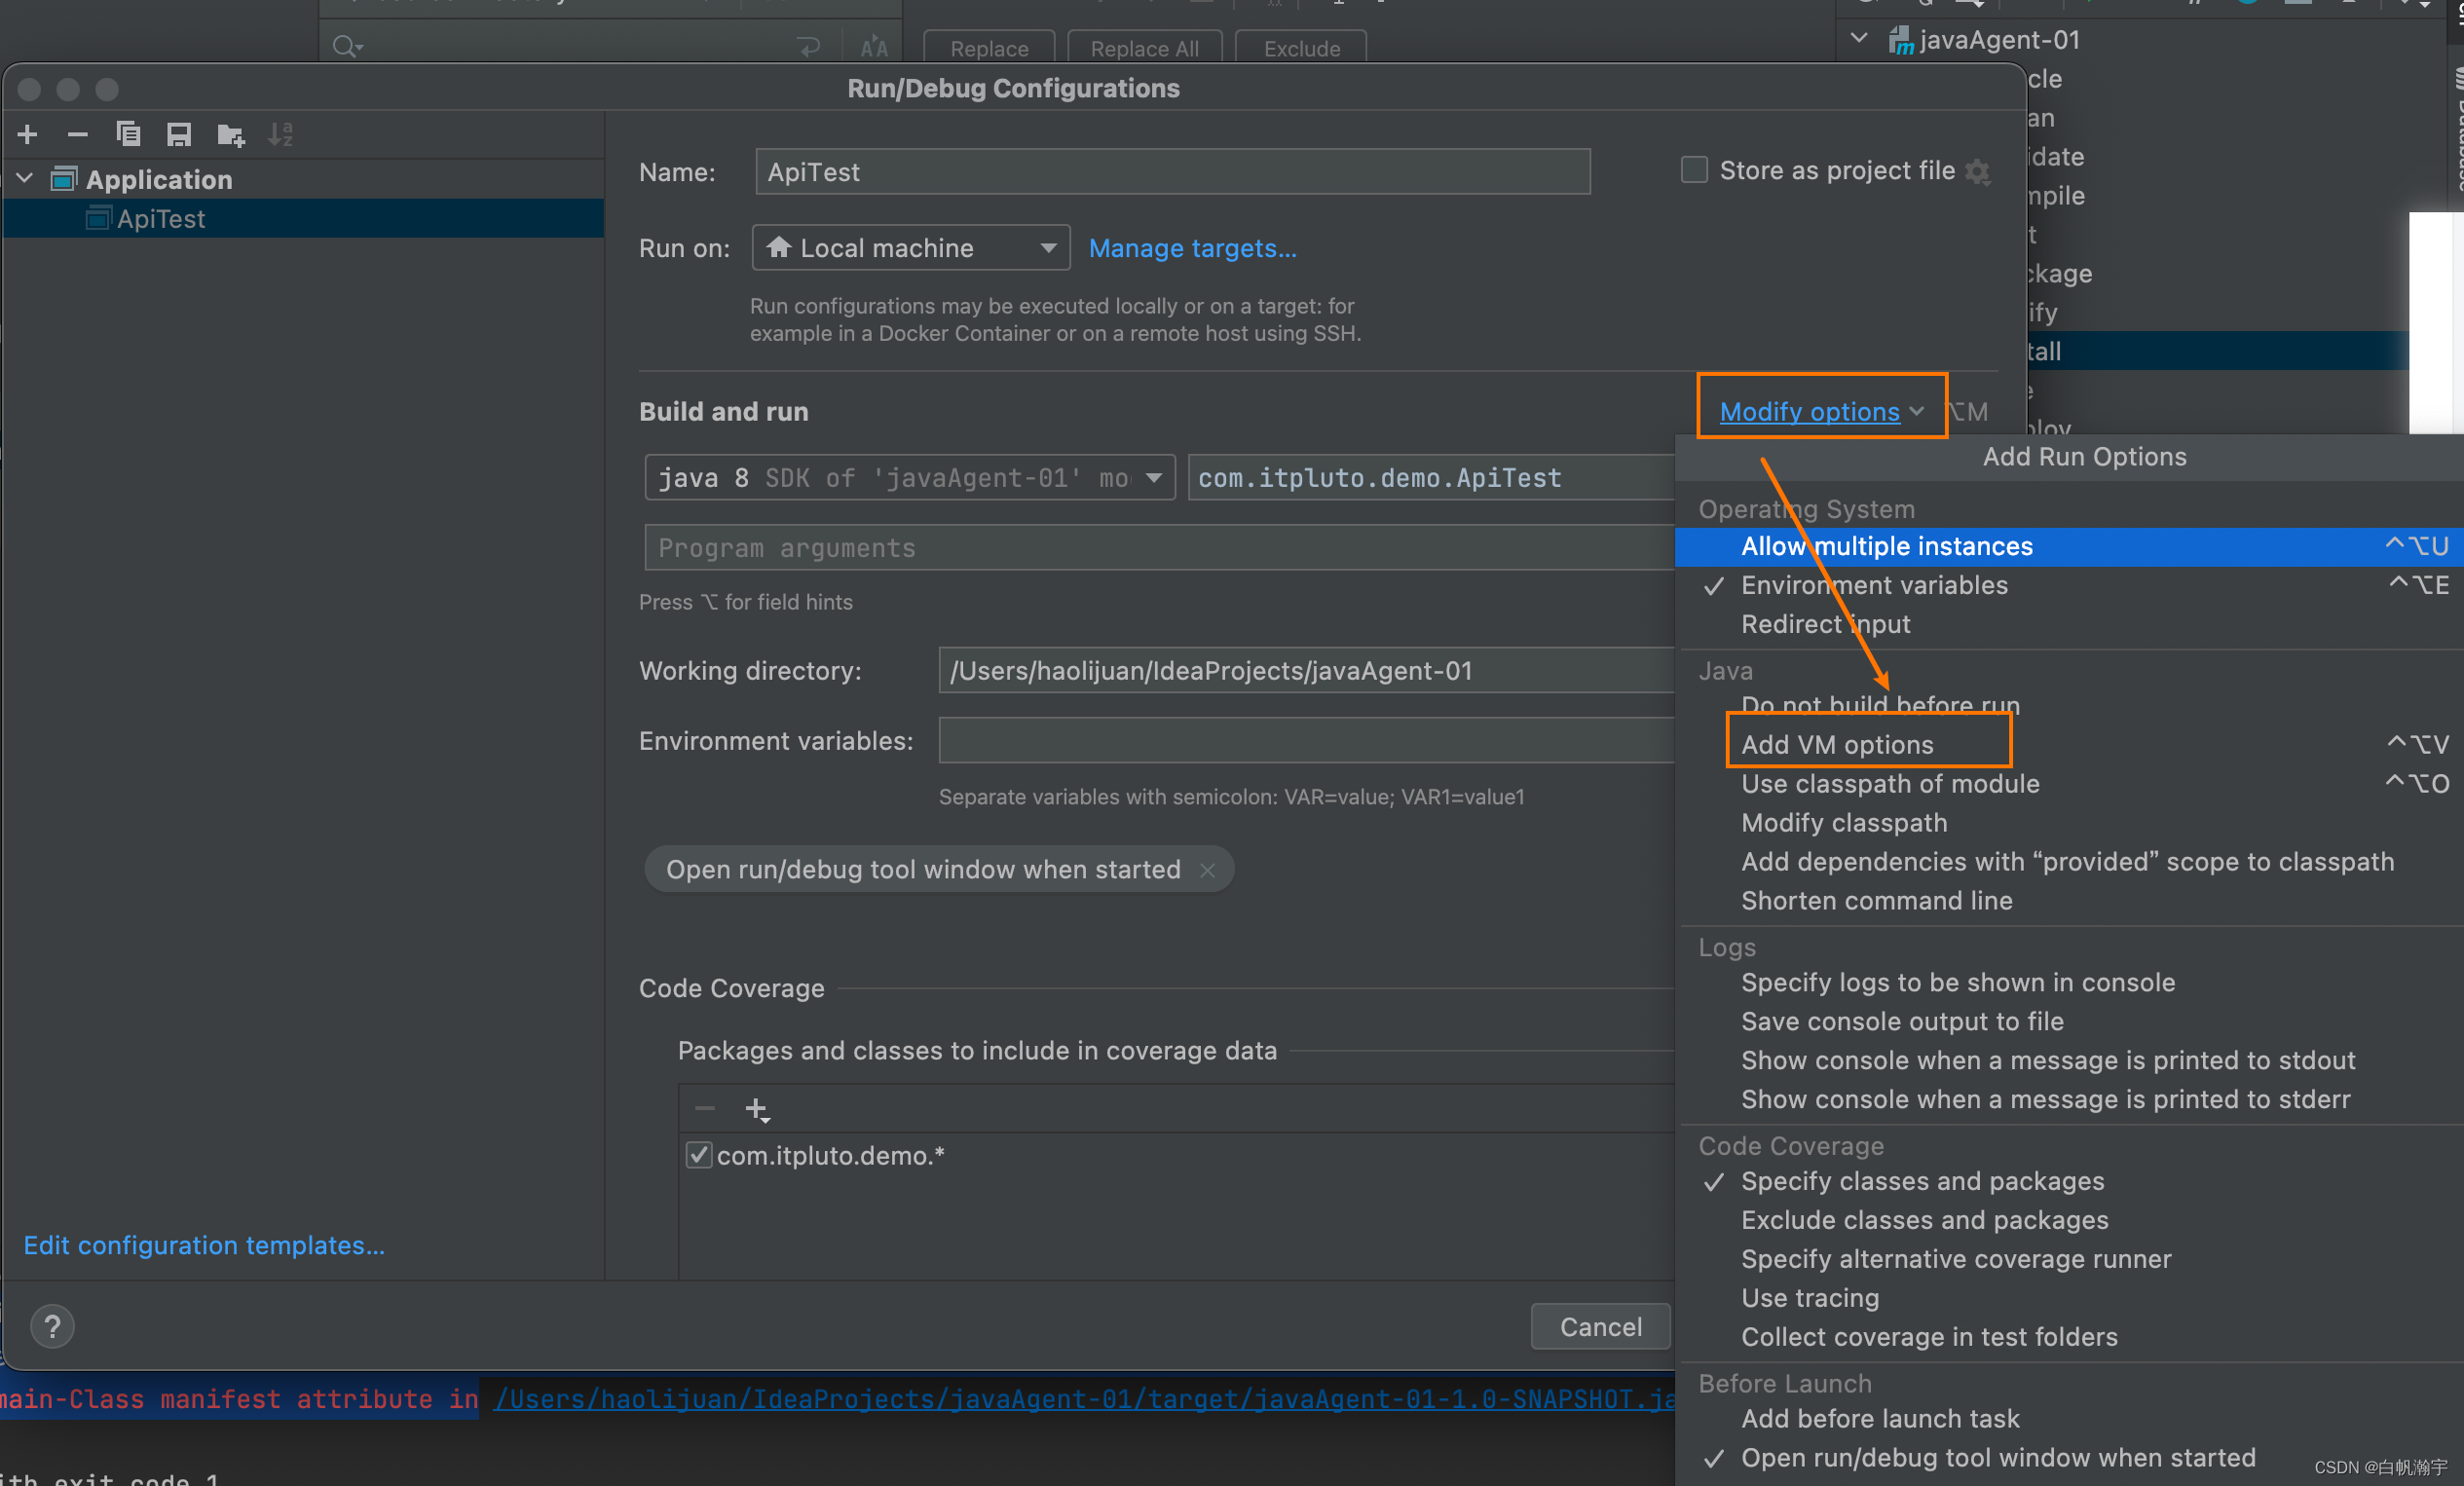 Replace
Replace All
Exclude
javaAgent-01
Run/Debug Configurations
Application
ApiTest
Name:
ApiTest
Store as project file
Run on:
Local machine
Manage targets...
Run configurations may be executed locally or on a target: for
example in a Docker Container or on a remote host using SSH.
Build and run
Modify options
⌥M
java 8 SDK of 'javaAgent-01' mo
com.itpluto.demo.ApiTest
Program arguments
Press ⌥ for field hints
Working directory:
/Users/haolijuan/IdeaProjects/javaAgent-01
Environment variables:
Separate variables with semicolon: VAR=value; VAR1=value1
Open run/debug tool window when started
Code Coverage
Packages and classes to include in coverage data
com.itpluto.demo.*
Edit configuration templates...
?
Cancel
main-Class manifest attribute in /Users/haolijuan/IdeaProjects/javaAgent-01/target/javaAgent-01-1.0-SNAPSHOT.ja
ith exit code 1
cle
an
idate
mpile
t
ckage
ify
tall
e
ploy
Database
Add Run Options
Operating System
Allow multiple instances ^⌥U
Environment variables ^⌥E
Redirect input
Java
Do not build before run
Add VM options ^⌥V
Use classpath of module ^⌥O
Modify classpath
Add dependencies with “provided” scope to classpath
Shorten command line
Logs
Specify logs to be shown in console
Save console output to file
Show console when a message is printed to stdout
Show console when a message is printed to stderr
Code Coverage
Specify classes and packages
Exclude classes and packages
Specify alternative coverage runner
Use tracing
Collect coverage in test folders
Before Launch
Add before launch task
Open run/debug tool window when started
CSDN @白帆瀚宇